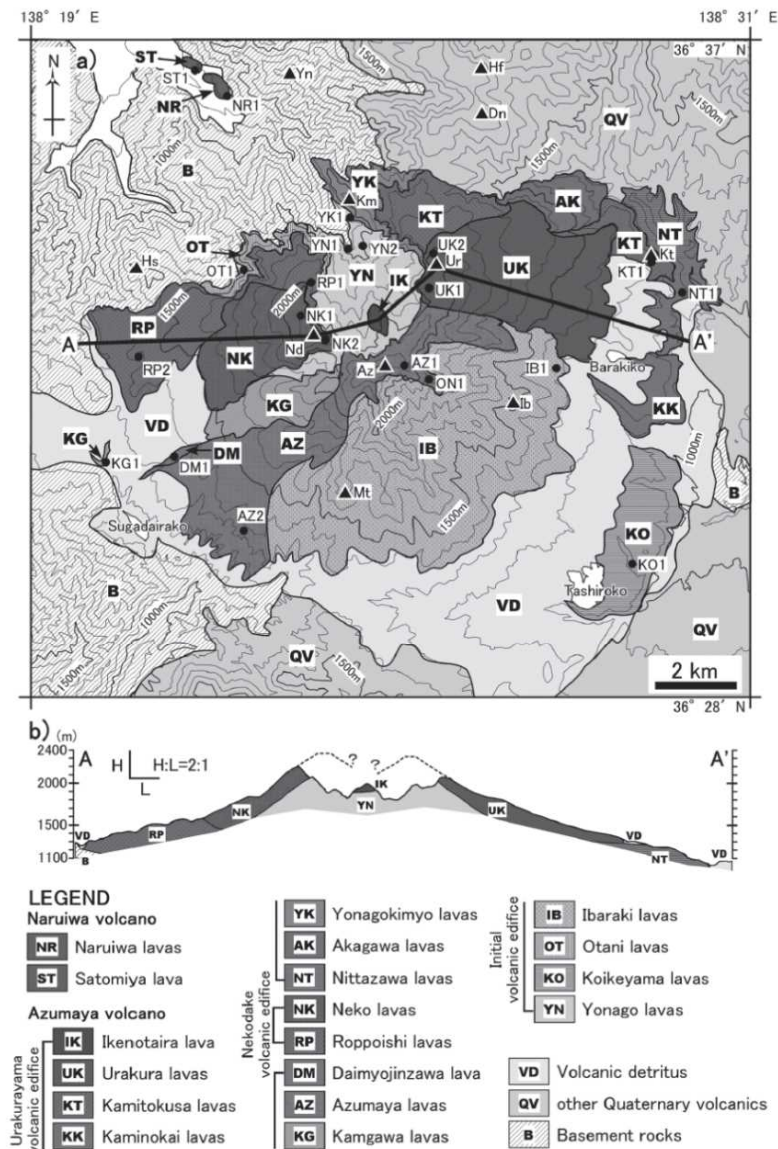 138° 19′ E
138° 31′ E
36° 37′ N
a)
N
ST
ST1
NR
NR1
Yn
Hf
Dn
QV
1500m
1500m
1500m
1000m
B
1500m
YK
Km
YK1
KT
AK
NT
OT
OT1
Hs
YN1
YN2
YN
IK
UK2
Ur
UK1
UK
KT
Kt
KT1
NT1
1500m
2000m
RP1
RP
NK1
A
A'
Nd
NK2
NK
RP2
Az
AZ1
ON1
IB1
Barakiko
KG
Ib
KK
VD
2000m
AZ
IB
KG
KG1
DM
DM1
1000m
B
Mt
AZ2
Sugadairako
1500m
KO
KO1
Tashiroko
B
VD
1000m
QV
QV
1500m
1500m
2 km
36° 28′ N
b) (m)
2400
2000
1500
1100
A
H
L
H:L=2:1
A'
? ?
IK
YN
NK
UK
VD
RP
B
VD
NT
VD
LEGEND
Naruiwa volcano
NR Naruiwa lavas
ST Satomiya lava
Azumaya volcano
Urakurayama volcanic edifice
IK Ikenotaira lava
UK Urakura lavas
KT Kamitokusa lavas
KK Kaminokai lavas
YK Yonagokimyo lavas
AK Akagawa lavas
NT Nittazawa lavas
Nekodake volcanic edifice
NK Neko lavas
RP Roppoishi lavas
DM Daimyojinzawa lava
AZ Azumaya lavas
KG Kamgawa lavas
Initial volcanic edifice
IB Ibaraki lavas
OT Otani lavas
KO Koikeyama lavas
YN Yonago lavas
VD Volcanic detritus
QV other Quaternary volcanics
B Basement rocks